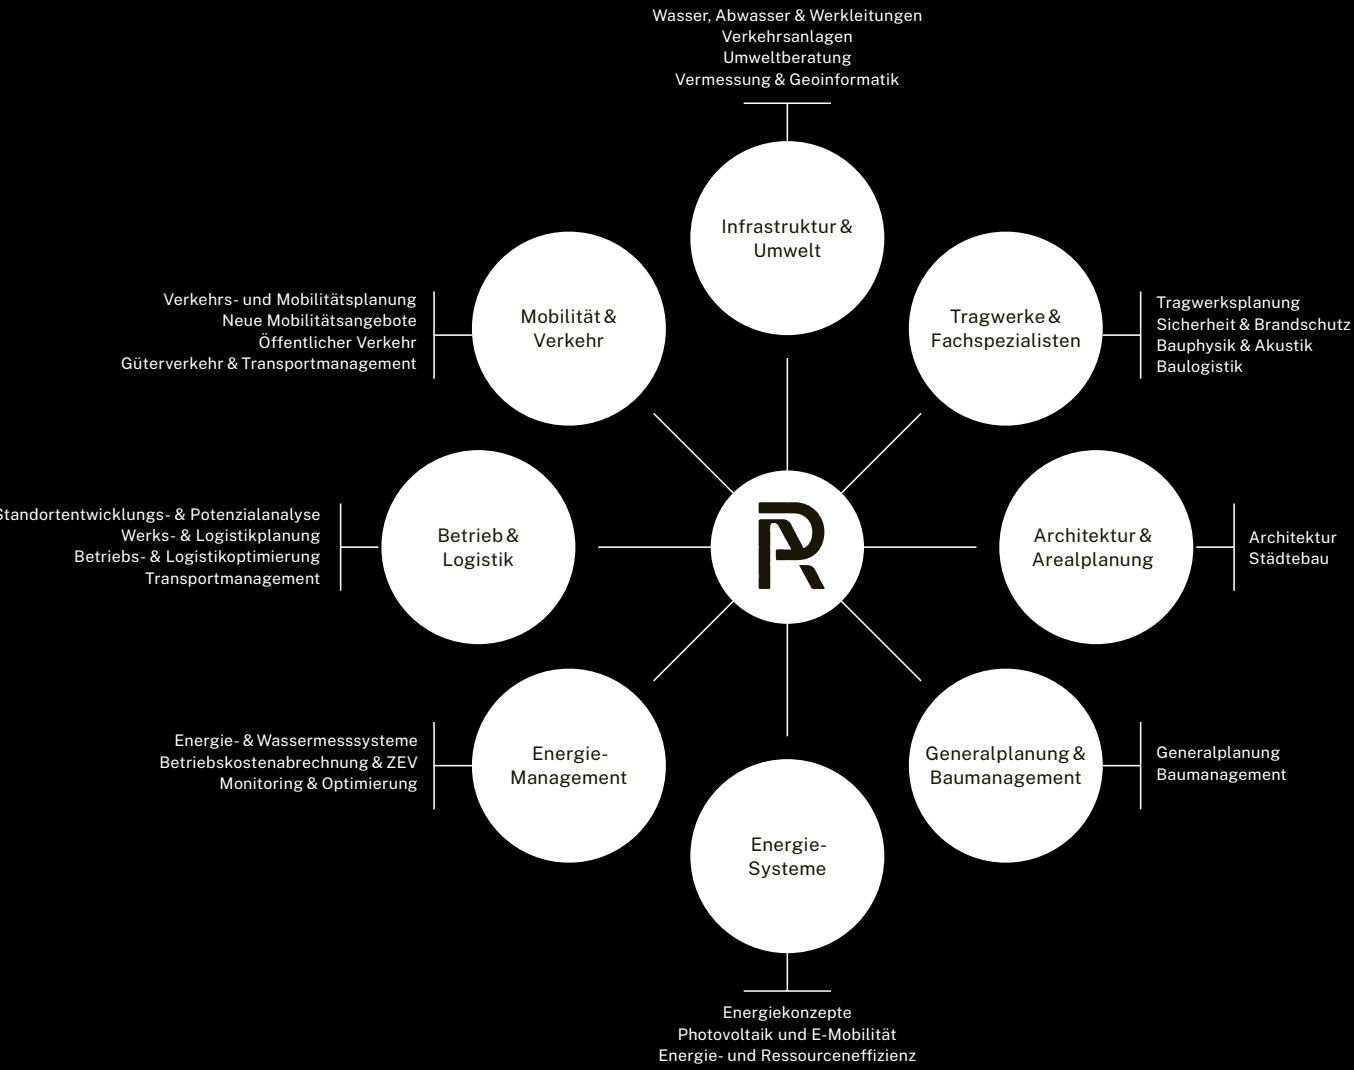 Wasser, Abwasser & Werkleitungen
Verkehrsanlagen
Umweltberatung
Vermessung & Geoinformatik
Infrastruktur &
Umwelt
Verkehrs- und Mobilitätsplanung
Neue Mobilitätsangebote
Öffentlicher Verkehr
Güterverkehr & Transportmanagement
Mobilität &
Verkehr
Tragwerke &
Fachspezialisten
Tragwerksplanung
Sicherheit & Brandschutz
Bauphysik & Akustik
Baulogistik
Standortentwicklungs- & Potenzialanalyse
Werks- & Logistikplanung
Betriebs- & Logistikoptimierung
Transportmanagement
Betrieb &
Logistik
Architektur &
Arealplanung
Architektur
Städtebau
Energie- & Wassermesssysteme
Betriebskostenabrechnung & ZEV
Monitoring & Optimierung
Energie-
Management
Generalplanung &
Baumanagement
Generalplanung
Baumanagement
Energie-
Systeme
Energiekonzepte
Photovoltaik und E-Mobilität
Energie- und Ressourceneffizienz